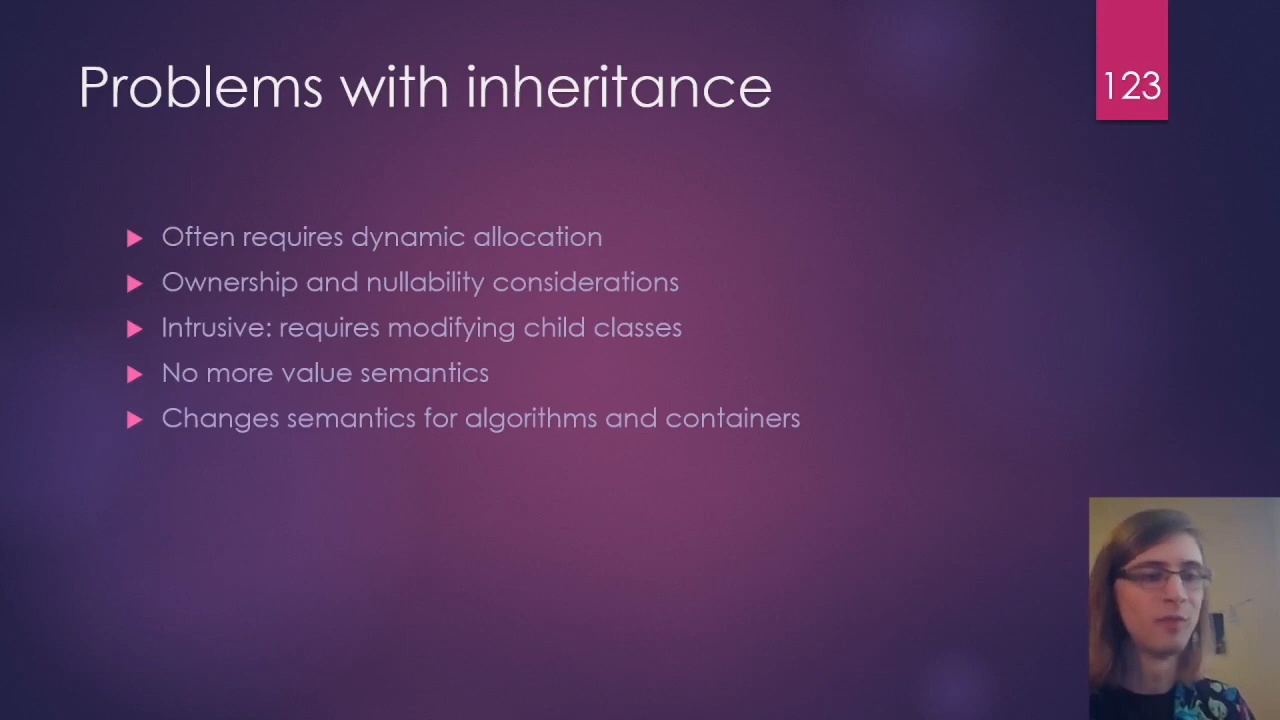 Problems with inheritance
123
Often requires dynamic allocation
Ownership and nullability considerations
Intrusive: requires modifying child classes
No more value semantics
Changes semantics for algorithms and containers